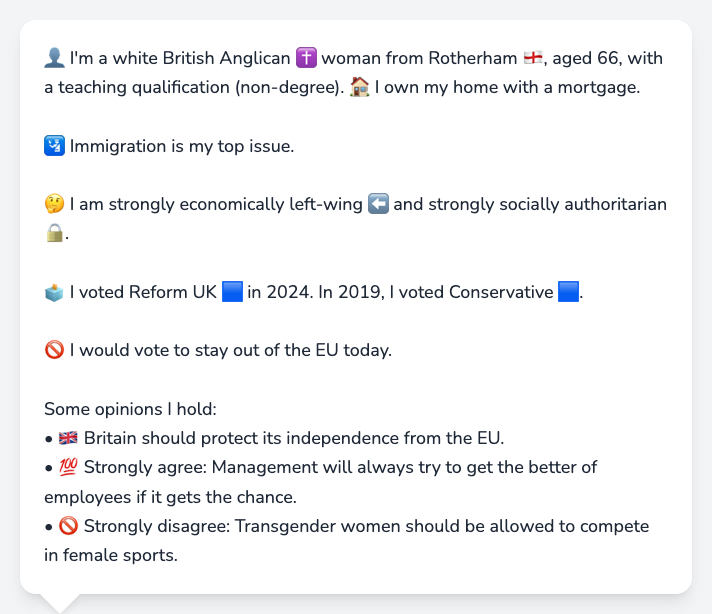 👤 I'm a white British Anglican ✝️ woman from Rotherham 🏴󠁧󠁢󠁥󠁮󠁧󠁿, aged 66, with
a teaching qualification (non-degree). 🏠 I own my home with a mortgage.
🛂 Immigration is my top issue.
🤔 I am strongly economically left-wing ⬅️ and strongly socially authoritarian
🔒.
🗳️ I voted Reform UK 🟦 in 2024. In 2019, I voted Conservative 🟦.
🚫 I would vote to stay out of the EU today.
Some opinions I hold:
• 🇬🇧 Britain should protect its independence from the EU.
• 💯 Strongly agree: Management will always try to get the better of
employees if it gets the chance.
• 🚫 Strongly disagree: Transgender women should be allowed to compete
in female sports.